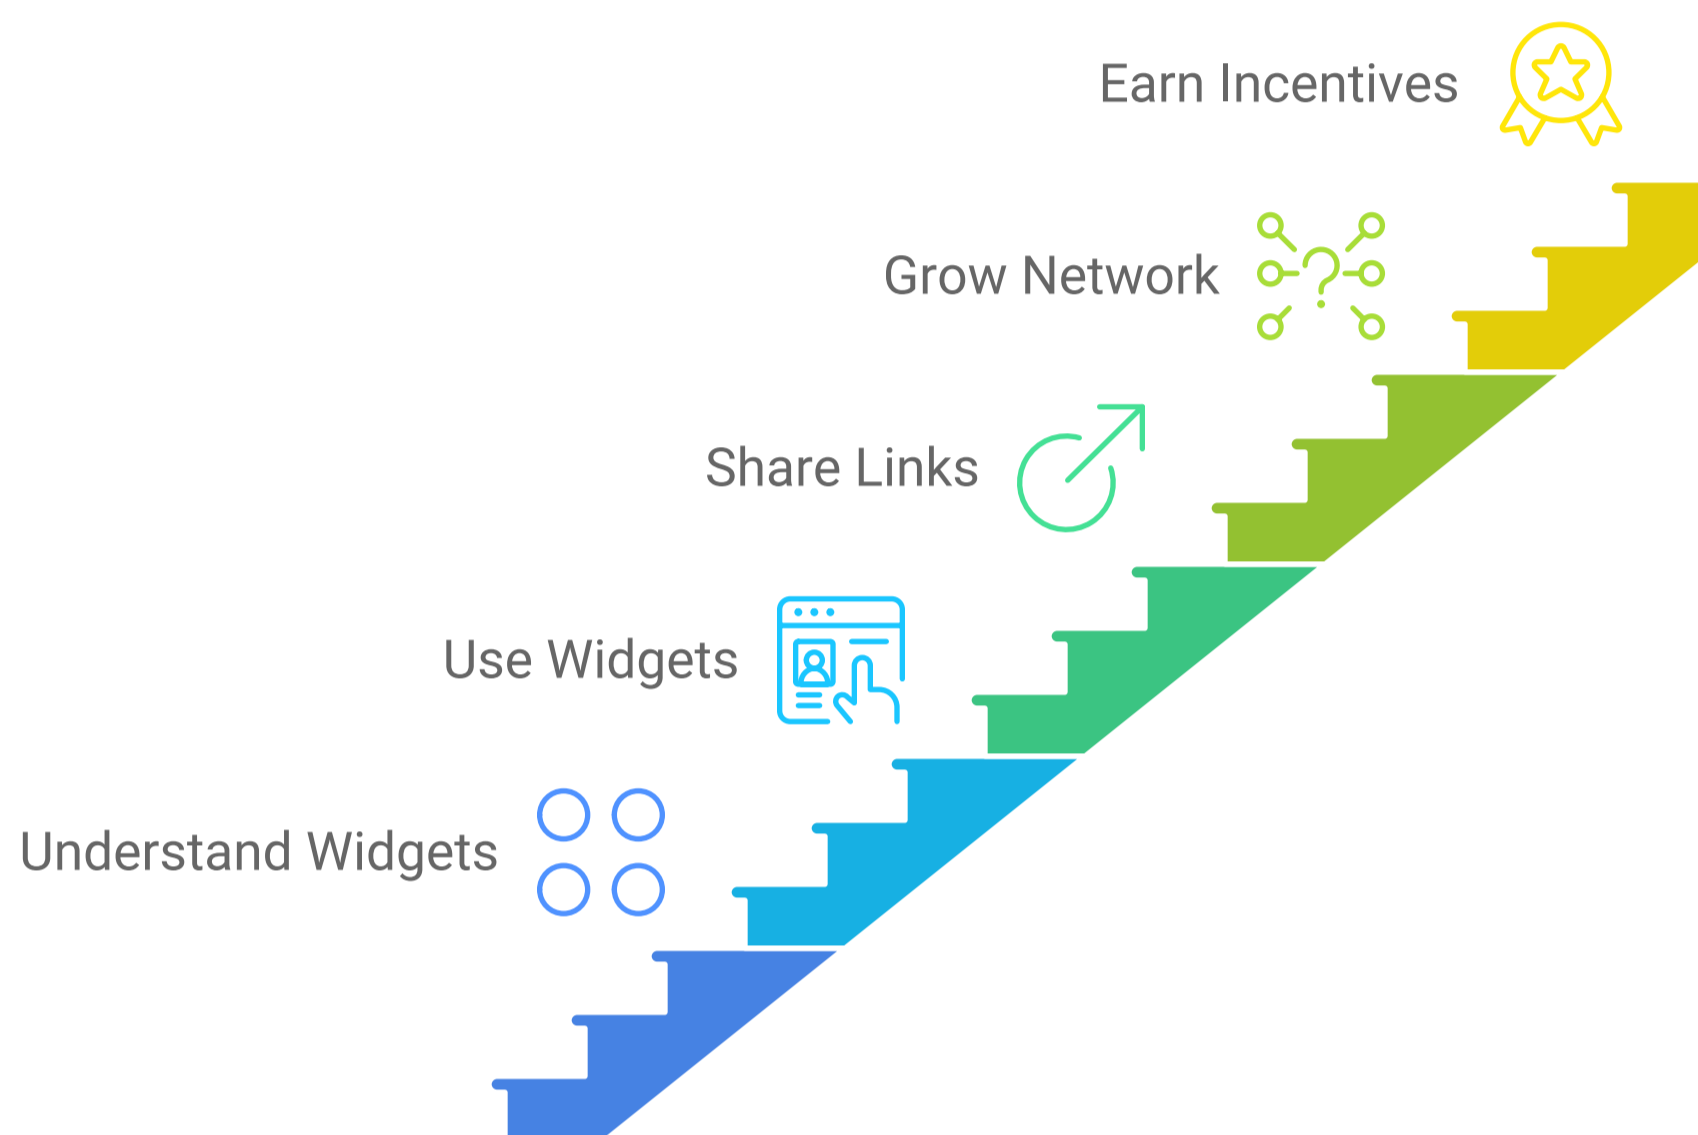 Earn Incentives
Grow Network
Share Links
Use Widgets
Understand Widgets